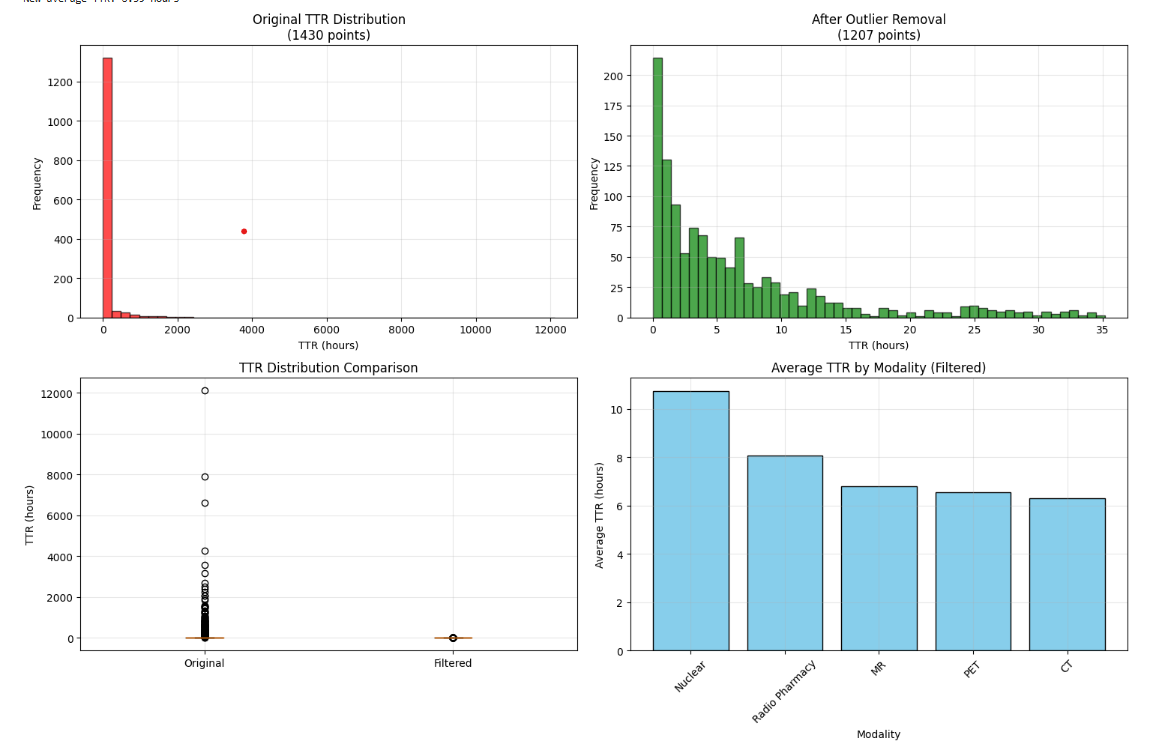 Original TTR Distribution
(1430 points)
Frequency
1200
1000
800
600
400
200
0
0 2000 4000 6000 8000 10000 12000
TTR (hours)
After Outlier Removal
(1207 points)
Frequency
200
175
150
125
100
75
50
25
0
0 5 10 15 20 25 30 35
TTR (hours)
TTR Distribution Comparison
TTR (hours)
12000
10000
8000
6000
4000
2000
0
Original Filtered
Average TTR by Modality (Filtered)
Average TTR (hours)
10
8
6
4
2
0
Nuclear
Radio Pharmacy
MR
PET
CT
Modality